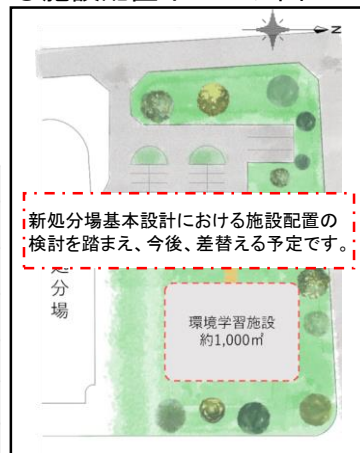 N
新処分場基本設計における施設配置の
検討を踏まえ、今後、差替える予定です。
処
分
場
環境学習施設
約1,000㎡